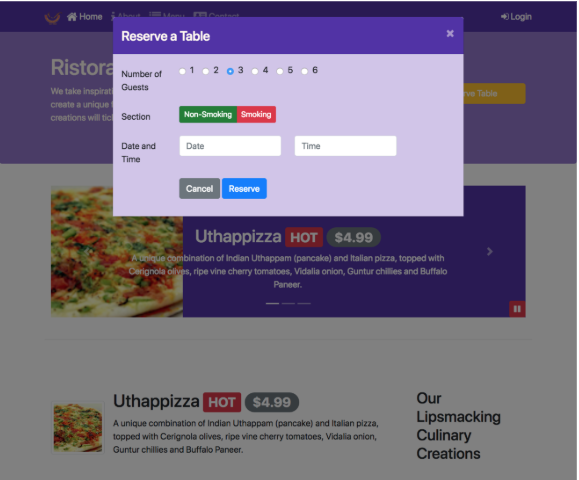 Home
About
Menu
Contact
Login
Reserve a Table ×
Number of Guests
1 2 3 4 5 6
Section
Non-Smoking Smoking
Date and Time
Date
Time
Cancel Reserve
Ristora
We take inspirati
create a unique f
creations will tick
rve Table
Uthappizza HOT $4.99
A unique combination of Indian Uthappam (pancake) and Italian pizza, topped with
Cerignola olives, ripe vine cherry tomatoes, Vidalia onion, Guntur chillies and Buffalo
Paneer.
Uthappizza HOT $4.99
A unique combination of Indian Uthappam (pancake) and Italian pizza,
topped with Cerignola olives, ripe vine cherry tomatoes, Vidalia onion,
Guntur chillies and Buffalo Paneer.
Our
Lipsmacking
Culinary
Creations